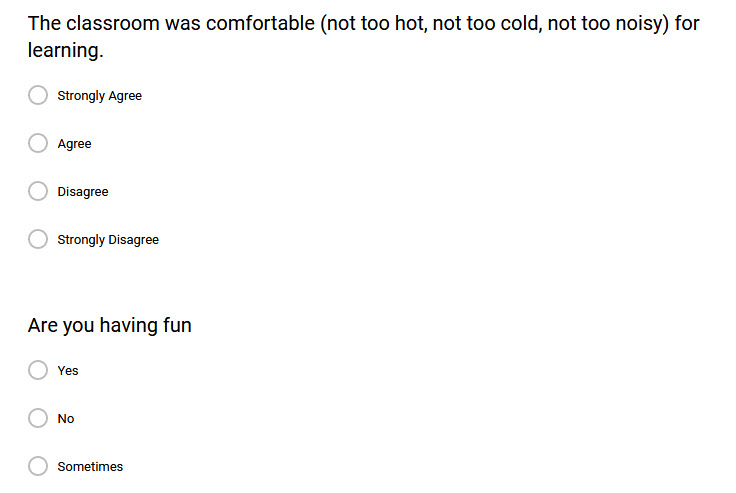 The classroom was comfortable (not too hot, not too cold, not too noisy) for
learning.
Strongly Agree
Agree
Disagree
Strongly Disagree
Are you having fun
Yes
No
Sometimes